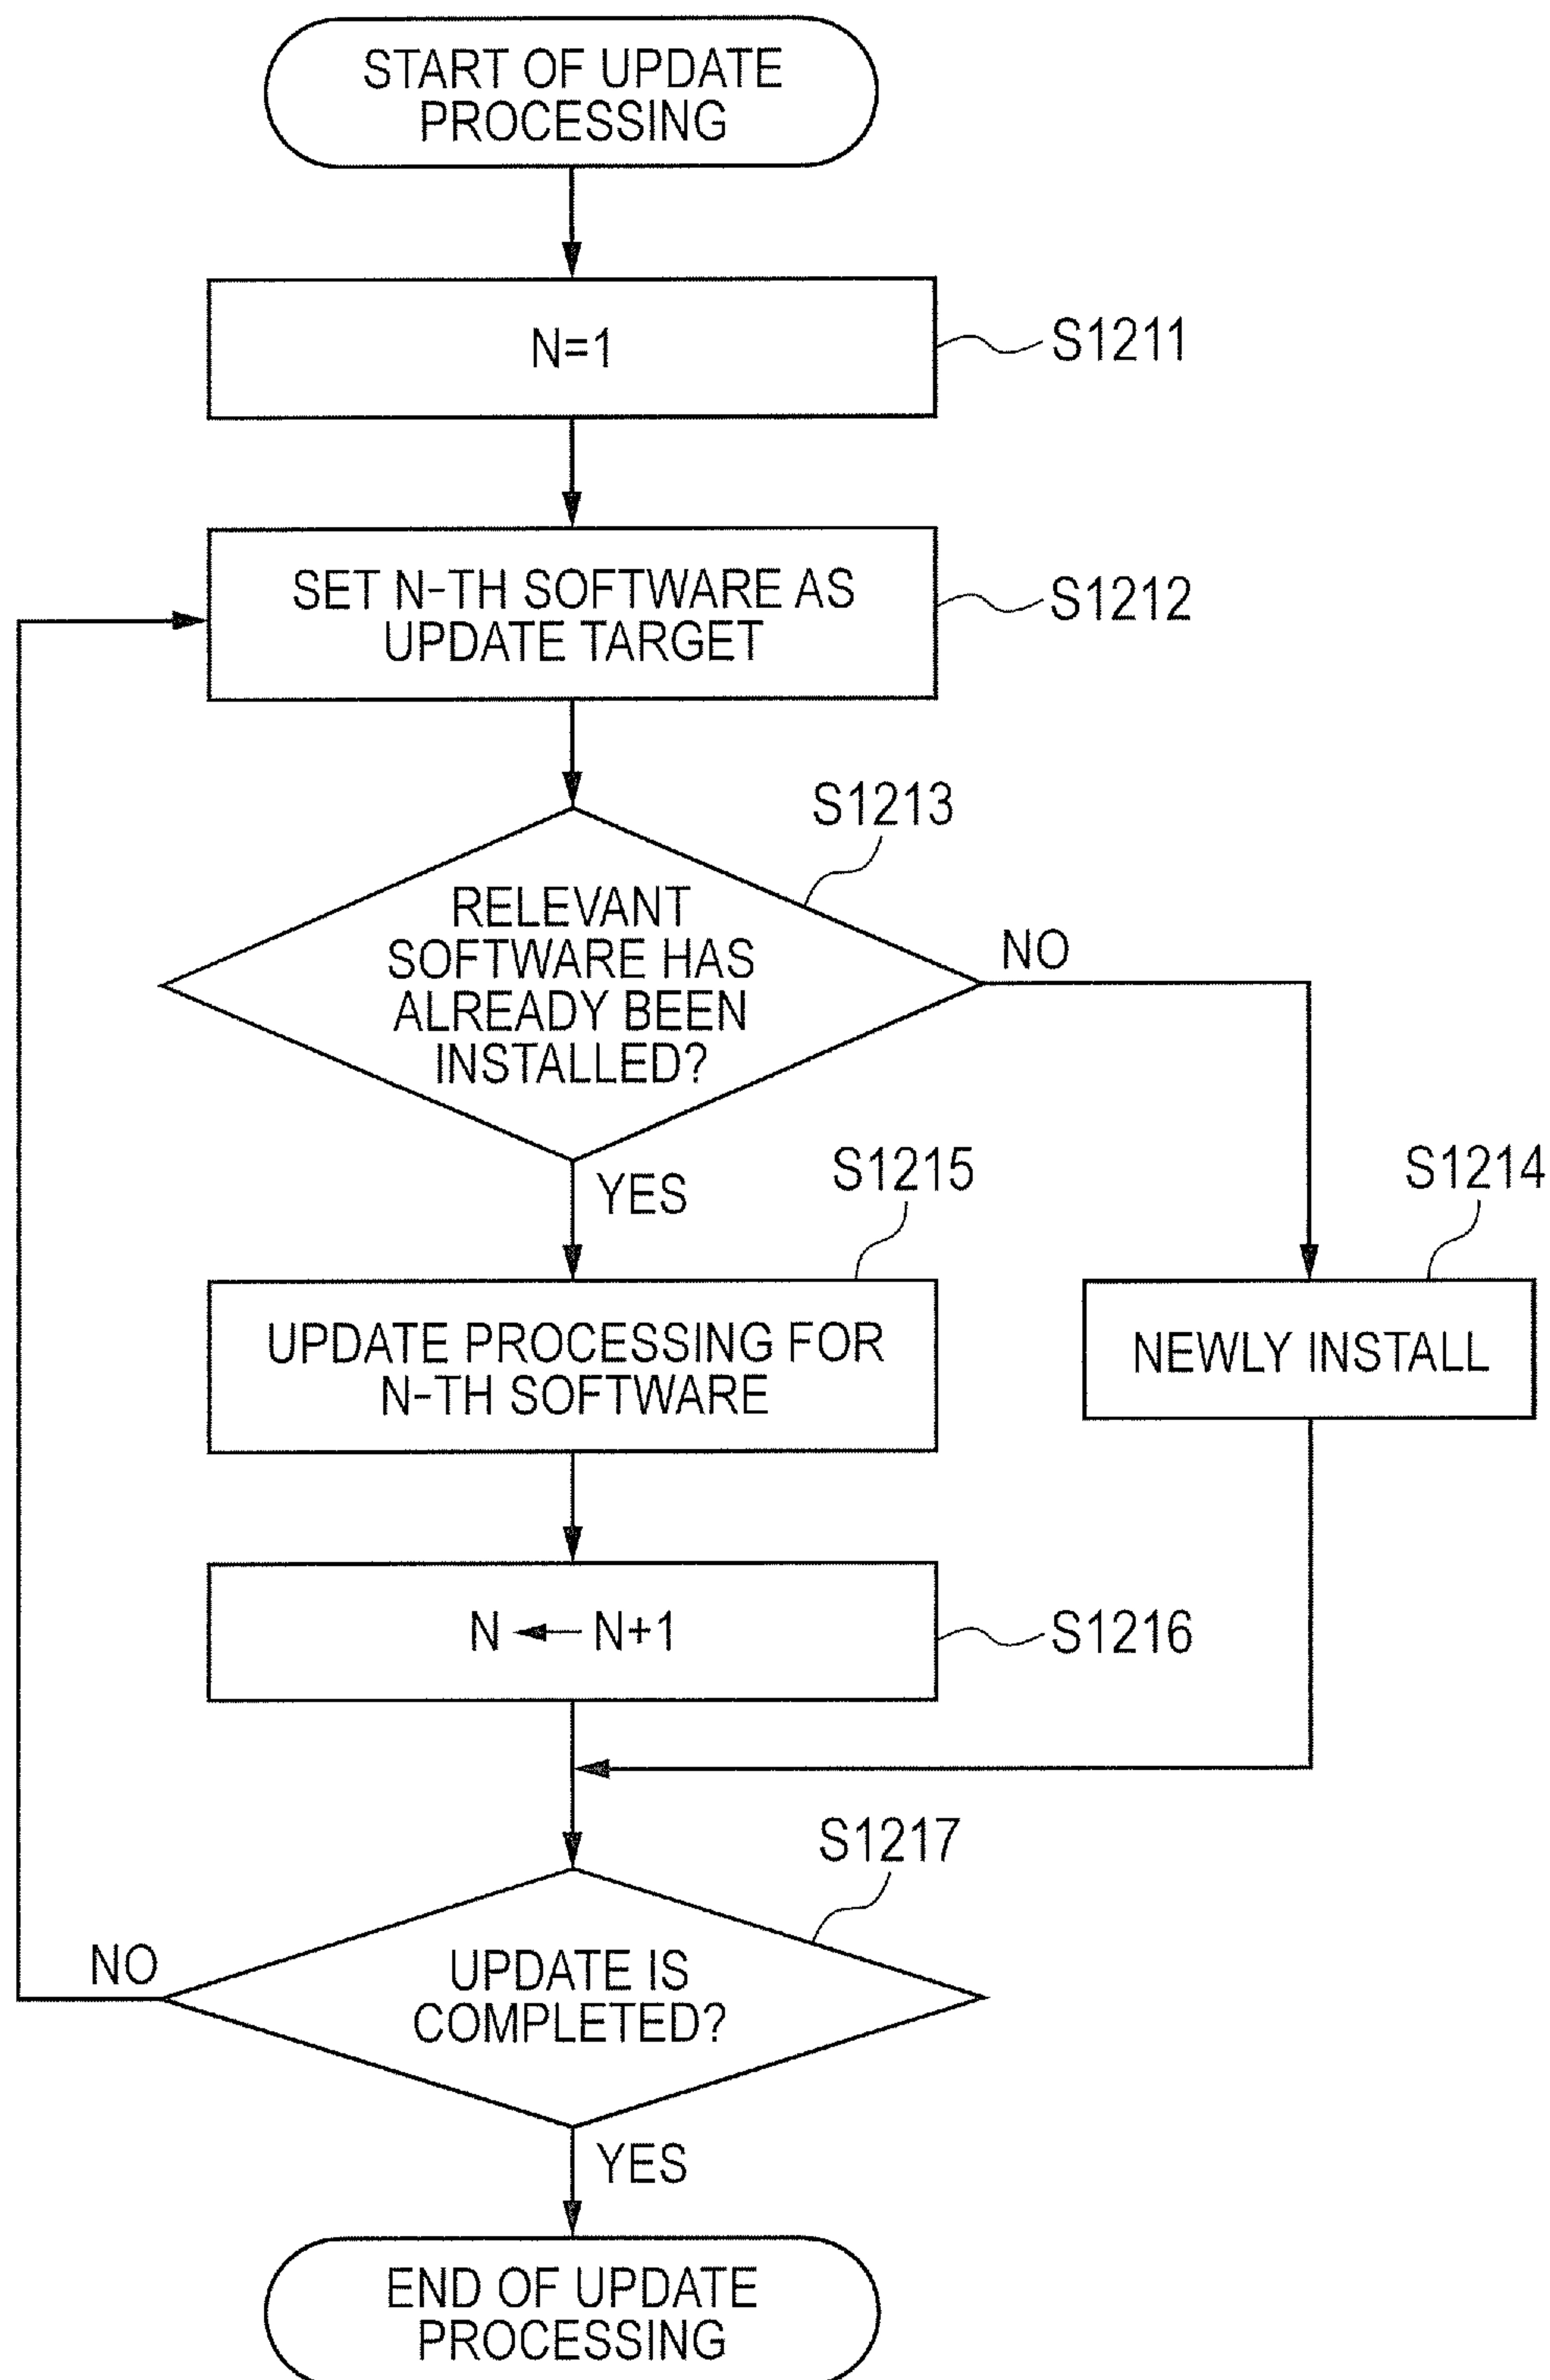 START OF UPDATE
PROCESSING
N=1
S1211
SET N-TH SOFTWARE AS
UPDATE TARGET
S1212
S1213
RELEVANT
SOFTWARE HAS
ALREADY BEEN
INSTALLED?
NO
YES
S1215
S1214
UPDATE PROCESSING FOR
N-TH SOFTWARE
NEWLY INSTALL
N ← N+1
S1216
S1217
UPDATE IS
COMPLETED?
NO
YES
END OF UPDATE
PROCESSING